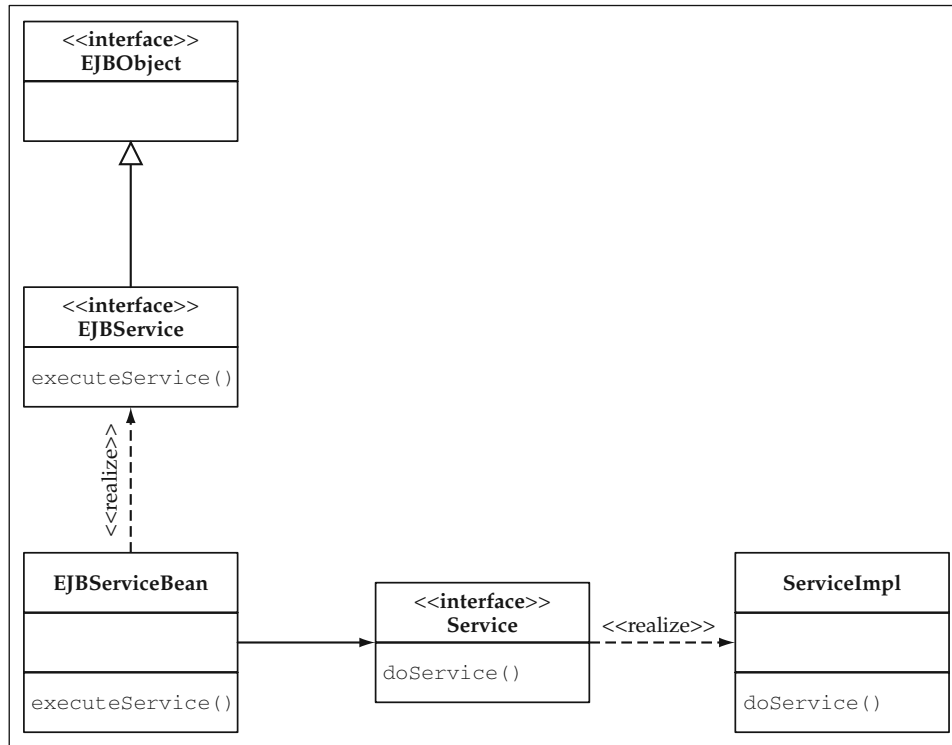 <<interface>>
EJBObject
<<interface>>
EJBService
executeService()
<<realize>>
EJBServiceBean
executeService()
<<interface>>
Service
doService()
<<realize>>
ServiceImpl
doService()